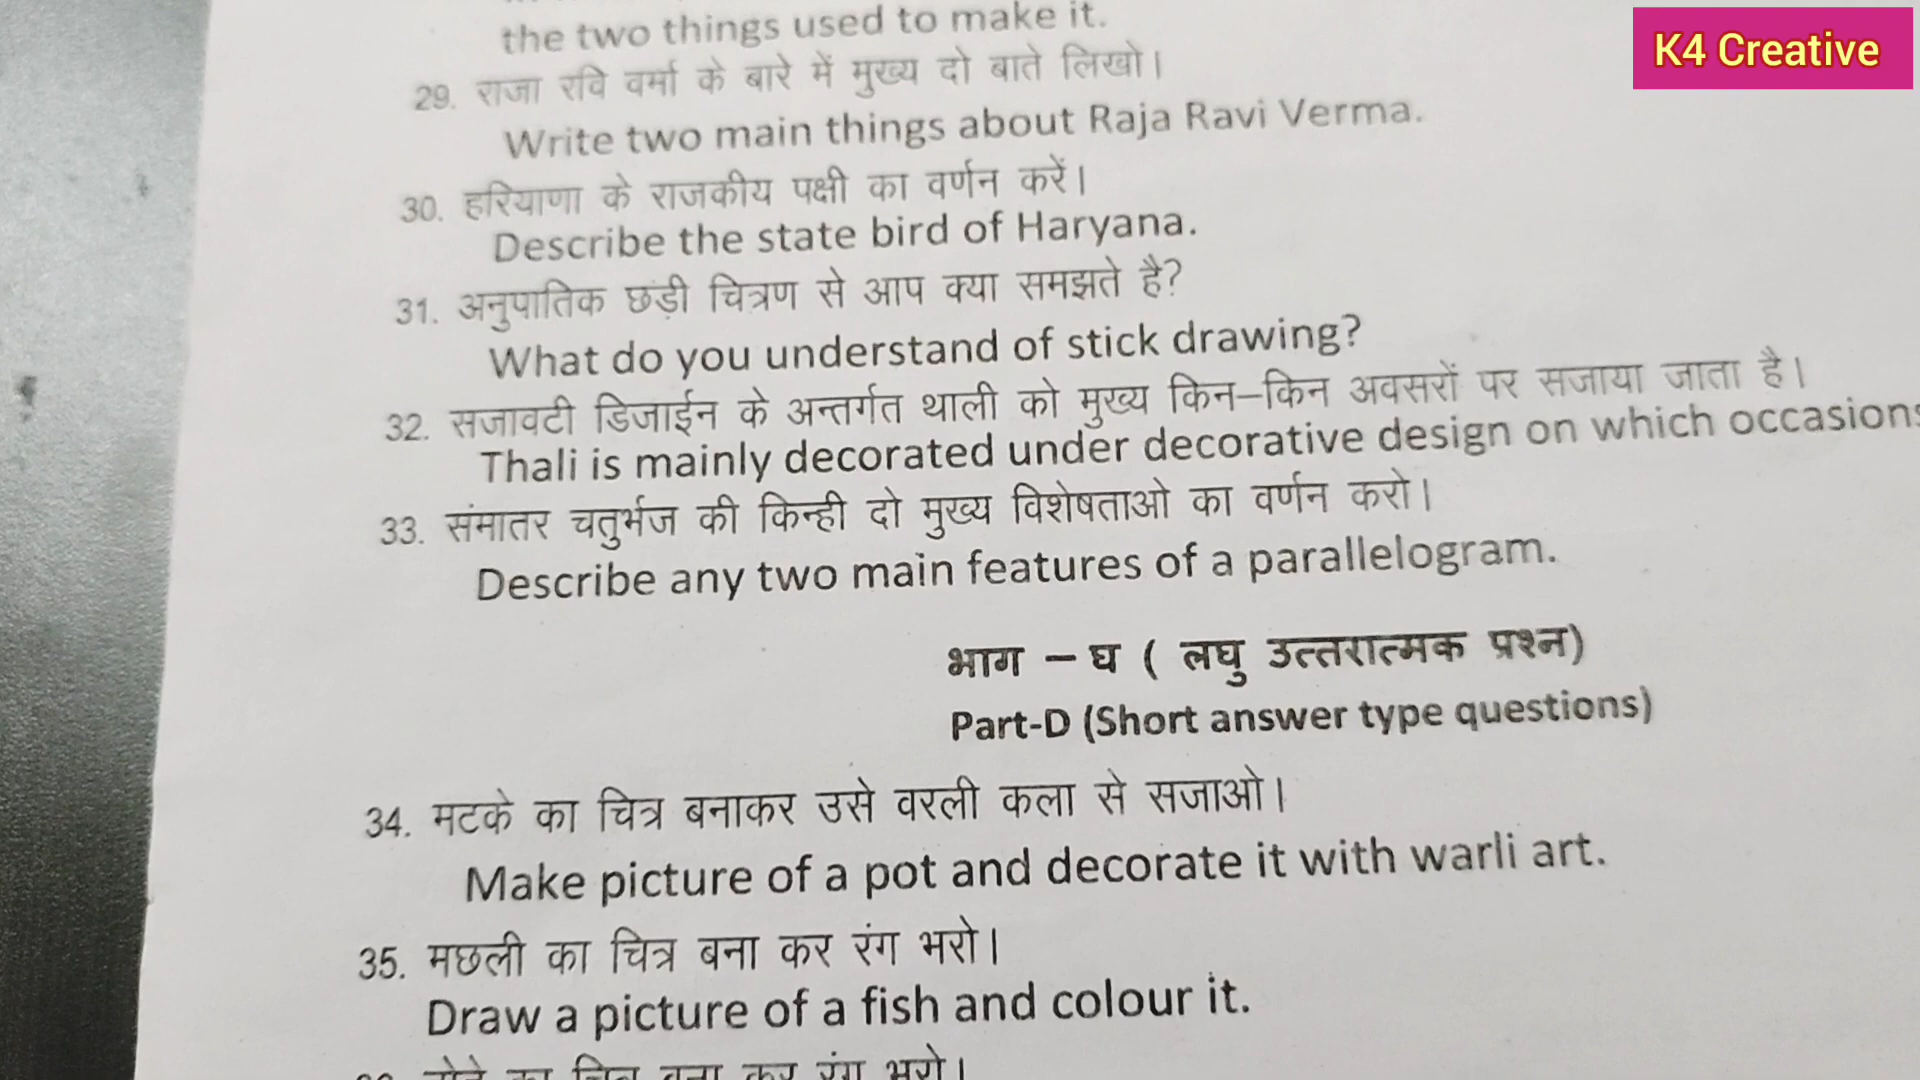 the two things used to make it.
K4 Creative
29. राजा रवि वर्मा के बारे में मुख्य दो बाते लिखो।
Write two main things about Raja Ravi Verma.
30. हरियाणा के राजकीय पक्षी का वर्णन करें।
Describe the state bird of Haryana.
31. अनुपातिक छड़ी चित्रण से आप क्या समझते है?
What do you understand of stick drawing?
32. सजावटी डिजाईन के अन्तर्गत थाली को मुख्य किन–किन अवसरों पर सजाया जाता है।
Thali is mainly decorated under decorative design on which occasions
33. संमातर चतुर्भज की किन्ही दो मुख्य विशेषताओ का वर्णन करो।
Describe any two main features of a parallelogram.
भाग – घ ( लघु उत्तरात्मक प्रश्न)
Part-D (Short answer type questions)
34. मटके का चित्र बनाकर उसे वरली कला से सजाओ।
Make picture of a pot and decorate it with warli art.
35. मछली का चित्र बना कर रंग भरो।
Draw a picture of a fish and colour it.
का चित्र बना कर रंग भरो।